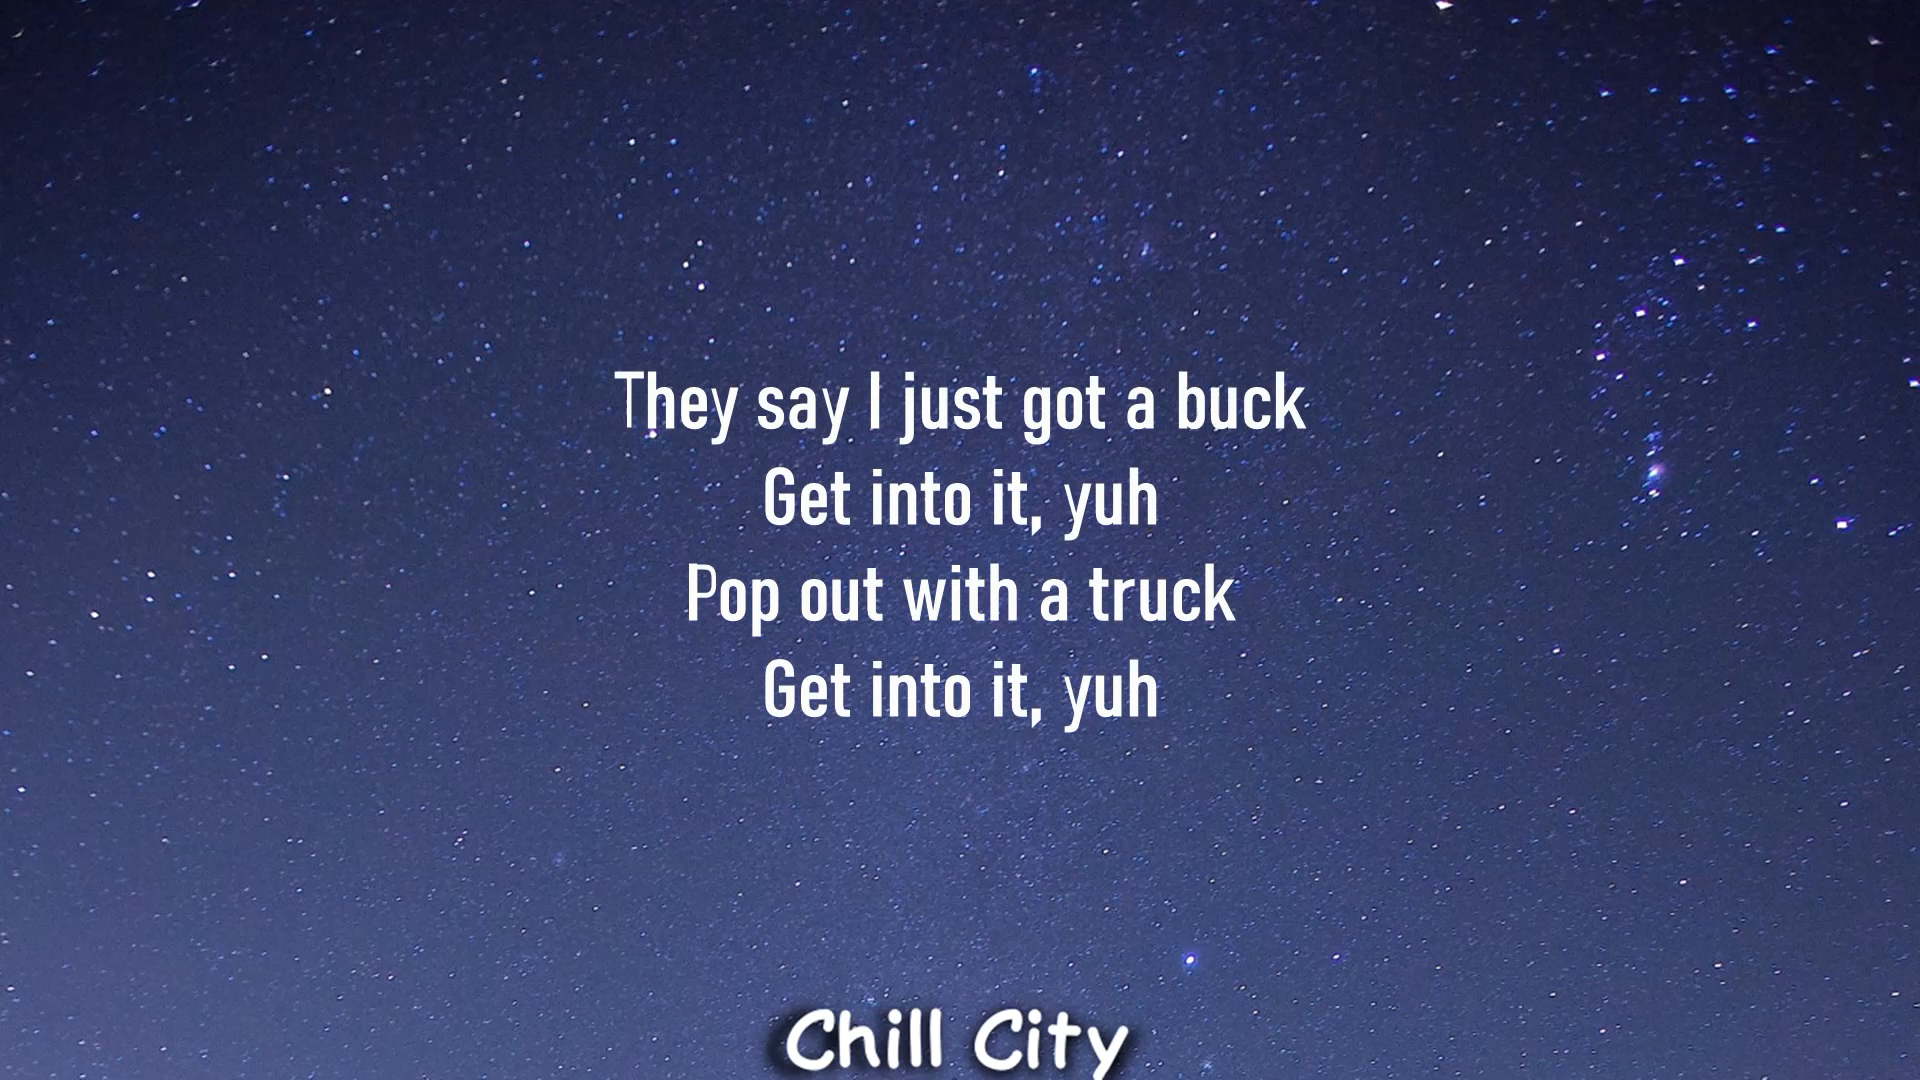 They say I just got a buck
Get into it, yuh
Pop out with a truck
Get into it, yuh
Chill City